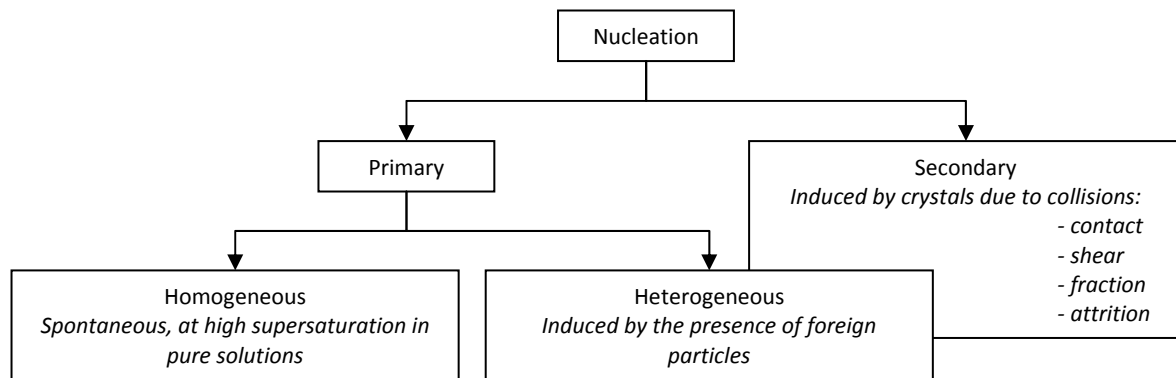 Nucleation
Primary
Secondary
Induced by crystals due to collisions:
- contact
- shear
- fraction
- attrition
Homogeneous
Spontaneous, at high supersaturation in
pure solutions
Heterogeneous
Induced by the presence of foreign
particles